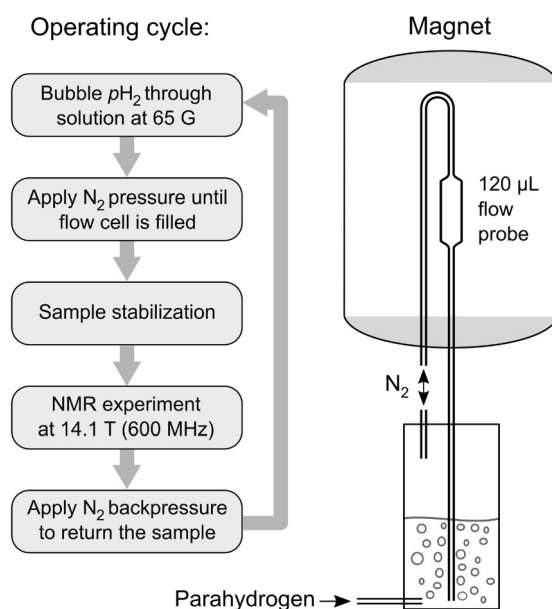 Operating cycle:
Bubble pH₂ through
solution at 65 G
Apply N₂ pressure until
flow cell is filled
Sample stabilization
NMR experiment
at 14.1 T (600 MHz)
Apply N₂ backpressure
to return the sample
Magnet
120 µL
flow
probe
N₂
Parahydrogen